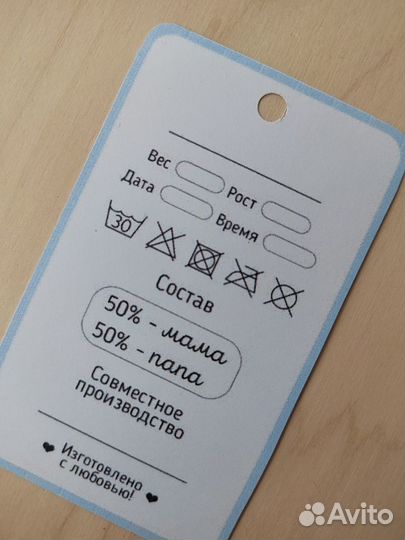 Вес Рост
Дата Время
30
Состав
50% - мама
50% - папа
Совместное
производство
Изготовлено
с любовью!
Avito